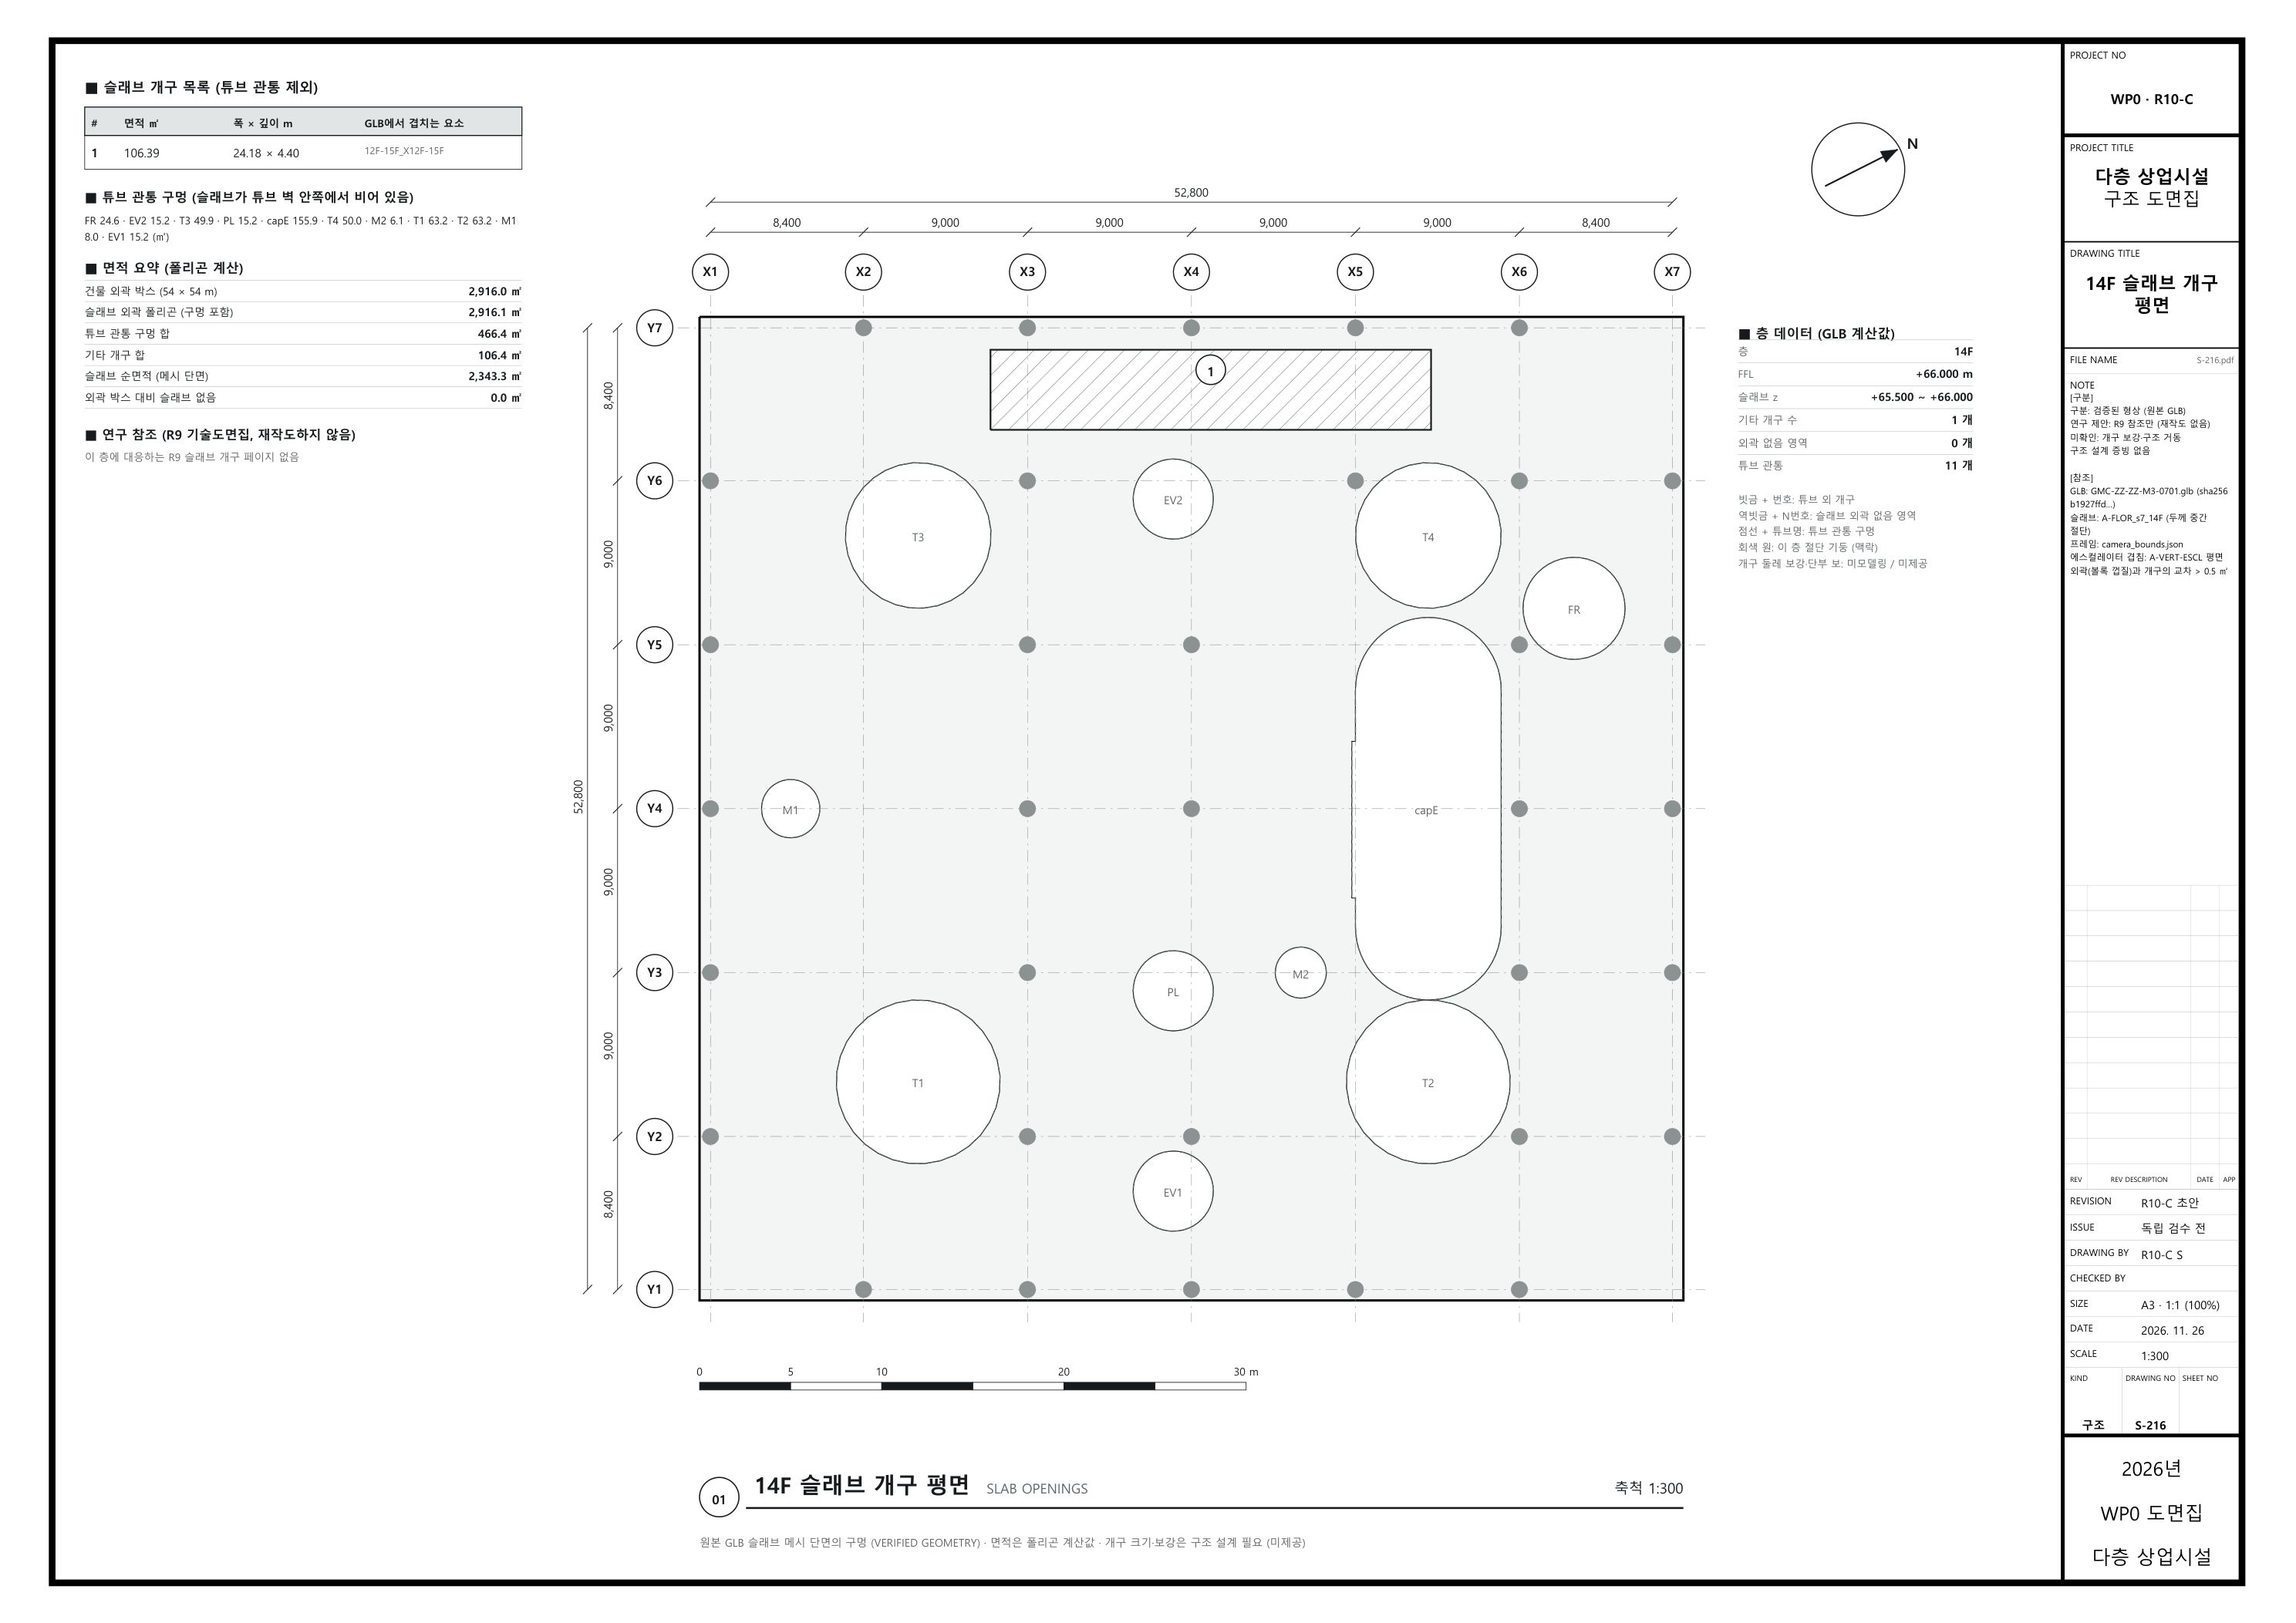 ■ 슬래브 개구 목록 (튜브 관통 제외)
# 면적 ㎡ 폭 × 깊이 m GLB에서 겹치는 요소
1 106.39 24.18 × 4.40 12F-15F_X12F-15F
■ 튜브 관통 구멍 (슬래브가 튜브 벽 안쪽에서 비어 있음)
FR 24.6 · EV2 15.2 · T3 49.9 · PL 15.2 · capE 155.9 · T4 50.0 · M2 6.1 · T1 63.2 · T2 63.2 · M1
8.0 · EV1 15.2 (㎡)
■ 면적 요약 (폴리곤 계산)
건물 외곽 박스 (54 × 54 m) 2,916.0 ㎡
슬래브 외곽 폴리곤 (구멍 포함) 2,916.1 ㎡
튜브 관통 구멍 합 466.4 ㎡
기타 개구 합 106.4 ㎡
슬래브 순면적 (메시 단면) 2,343.3 ㎡
외곽 박스 대비 슬래브 없음 0.0 ㎡
■ 연구 참조 (R9 기술도면집, 재작도하지 않음)
이 층에 대응하는 R9 슬래브 개구 페이지 없음
52,800
8,400 9,000 9,000 9,000 9,000 8,400
X1 X2 X3 X4 X5 X6 X7
Y7
1
8,400
Y6
EV2
T3 T4
9,000
FR
Y5
9,000
52,800
Y4
M1
capE
9,000
Y3
M2
PL
9,000
T1 T2
Y2
EV1
8,400
Y1
0 5 10 20 30 m
01 14F 슬래브 개구 평면 SLAB OPENINGS 축척 1:300
원본 GLB 슬래브 메시 단면의 구멍 (VERIFIED GEOMETRY) · 면적은 폴리곤 계산값 · 개구 크기·보강은 구조 설계 필요 (미제공)
N
■ 층 데이터 (GLB 계산값)
층 14F
FFL +66.000 m
슬래브 z +65.500 ~ +66.000
기타 개구 수 1 개
외곽 없음 영역 0 개
튜브 관통 11 개
빗금 + 번호: 튜브 외 개구
역빗금 + N번호: 슬래브 외곽 없음 영역
점선 + 튜브명: 튜브 관통 구멍
회색 원: 이 층 절단 기둥 (맥락)
개구 둘레 보강·단부 보: 미모델링 / 미제공
PROJECT NO
WP0 · R10-C
PROJECT TITLE
다층 상업시설
구조 도면집
DRAWING TITLE
14F 슬래브 개구
평면
FILE NAME S-216.pdf
NOTE
[구분]
구분: 검증된 형상 (원본 GLB)
연구 제안: R9 참조만 (재작도 없음)
미확인: 개구 보강·구조 거동
구조 설계 증빙 없음
[참조]
GLB: GMC-ZZ-ZZ-M3-0701.glb (sha256
b1927ffd…)
슬래브: A-FLOR_s7_14F (두께 중간
절단)
프레임: camera_bounds.json
에스컬레이터 겹침: A-VERT-ESCL 평면
외곽(볼록 껍질)과 개구의 교차 > 0.5 ㎡
REV REV DESCRIPTION DATE APP
REVISION R10-C 초안
ISSUE 독립 검수 전
DRAWING BY R10-C S
CHECKED BY
SIZE A3 · 1:1 (100%)
DATE 2026. 11. 26
SCALE 1:300
KIND DRAWING NO SHEET NO
구조 S-216
2026년
WP0 도면집
다층 상업시설